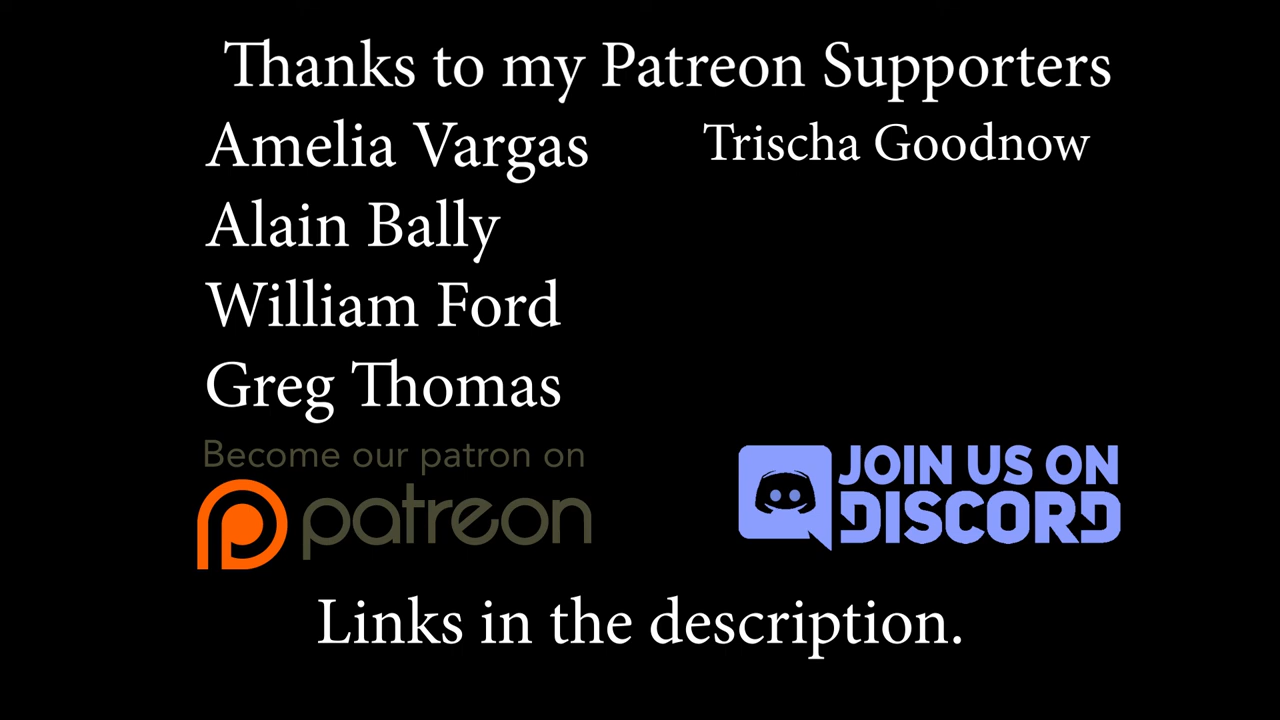 Thanks to my Patreon Supporters
Amelia Vargas
Trischa Goodnow
Alain Bally
William Ford
Greg Thomas
Become our patron on
patreon
JOIN US ON
DISCORD
Links in the description.